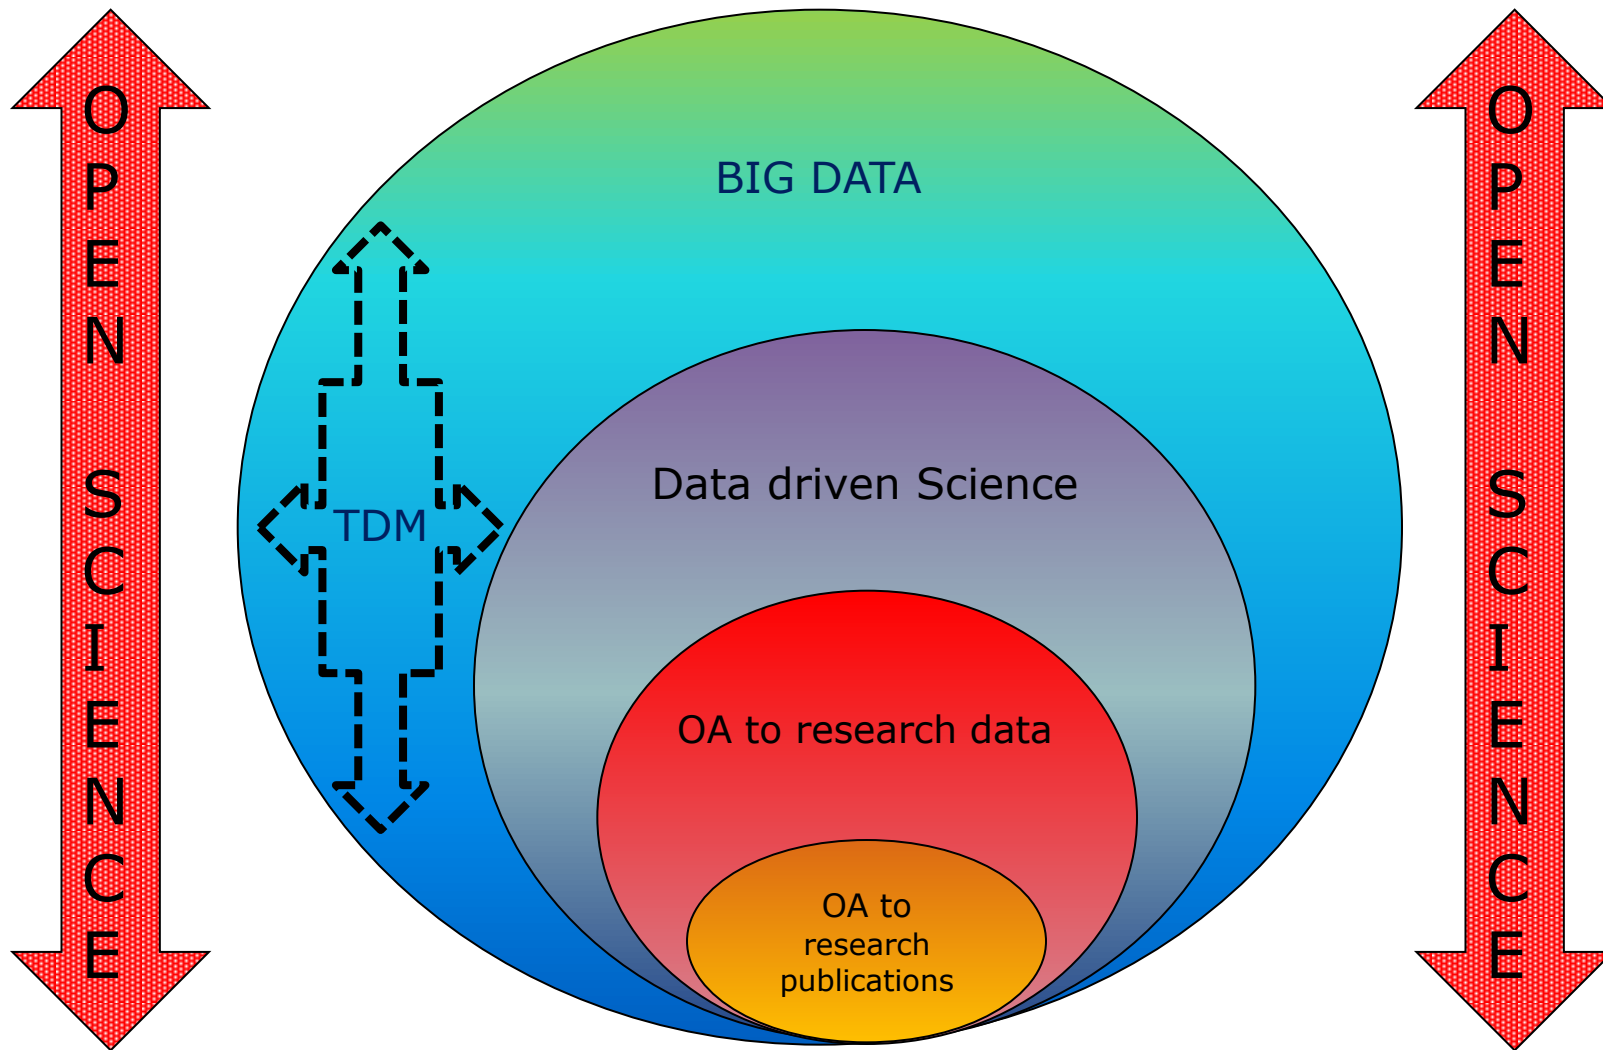 OPEN SCIENCE
BIG DATA
Data driven Science
TDM
OA to research data
OA to
research
publications
OPEN SCIENCE